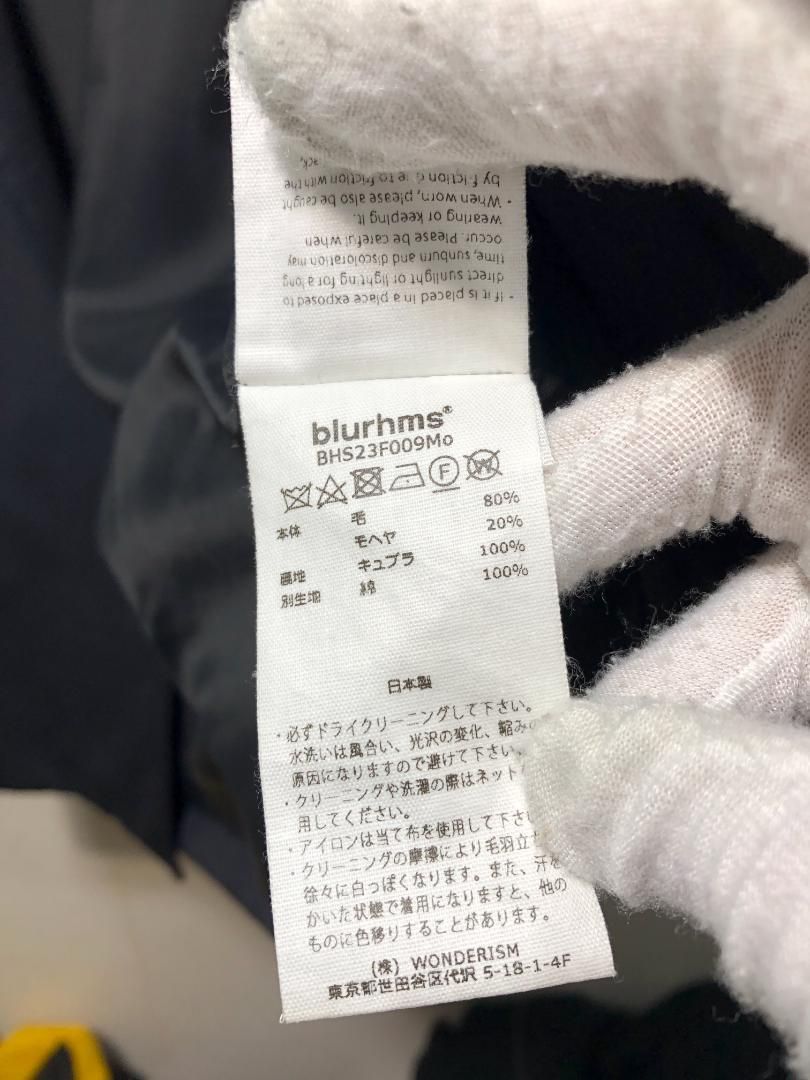 · If it is placed in a place exposed to
direct sunlight or lighting for a long
time, sunburn and discoloration may
occur. Please be careful when
wearing or keeping it.
· When worn, please also be caught
by friction due to friction with the
blurhms®
BHS23F009Mo
本体 毛 80%
モヘヤ 20%
裏地 キュプラ 100%
別生地 綿 100%
日本製
・必ずドライクリーニングして下さい。
水洗いは風合い、光沢の変化、縮みの
原因になりますので避けて下さい。
・クリーニングや洗濯の際はネット
用してください。
・アイロンは当て布を使用して下さ
・クリーニングの摩擦により毛羽立
徐々に白っぽくなります。また、汗を
かいた状態で着用になりますと、他の
ものに色移りすることがあります。
(株) WONDERISM
東京都世田谷区代沢 5-18-1-4F